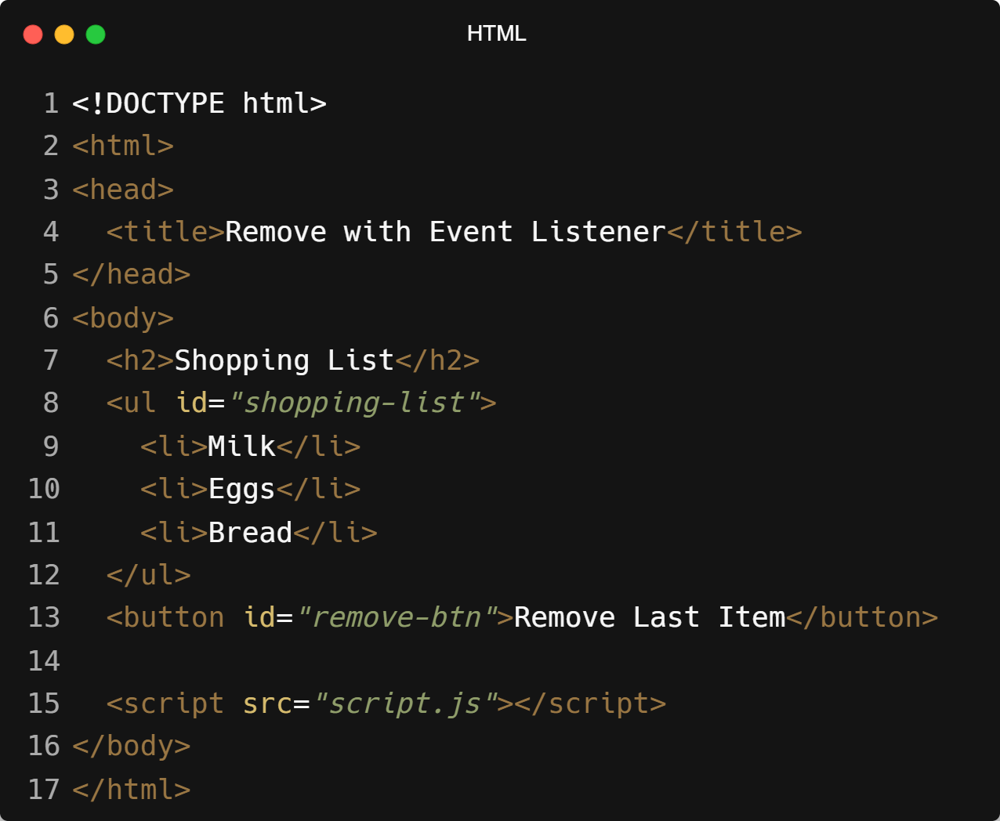 HTML
1 <!DOCTYPE html>
2 <html>
3 <head>
4   <title>Remove with Event Listener</title>
5 </head>
6 <body>
7   <h2>Shopping List</h2>
8   <ul id="shopping-list">
9     <li>Milk</li>
10     <li>Eggs</li>
11     <li>Bread</li>
12   </ul>
13   <button id="remove-btn">Remove Last Item</button>
14
15   <script src="script.js"></script>
16 </body>
17 </html>